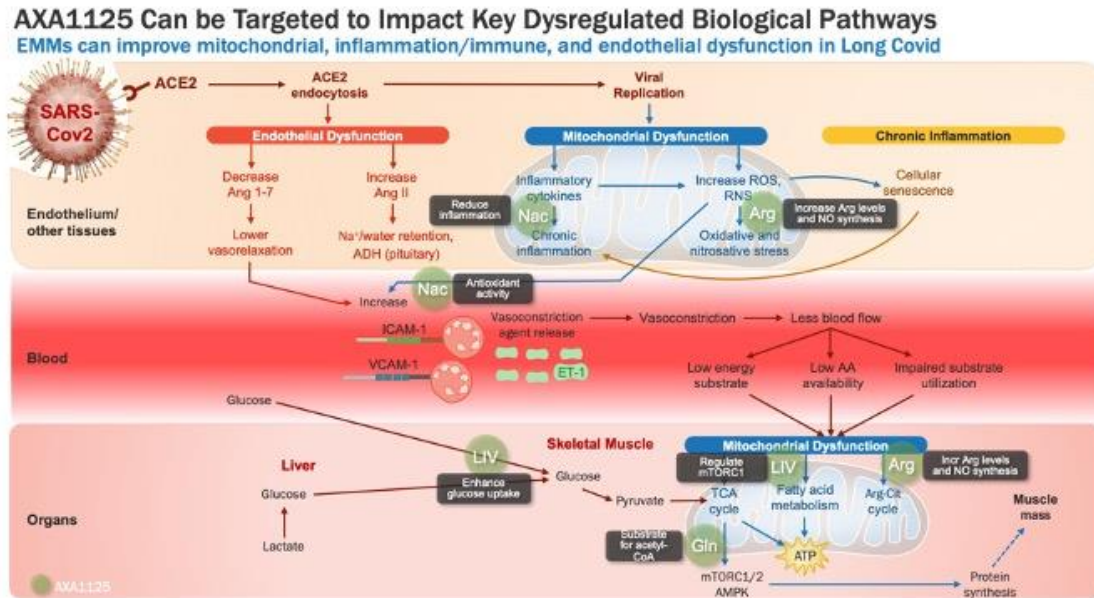 AXA1125 Can be Targeted to Impact Key Dysregulated Biological Pathways
EMMs can improve mitochondrial, inflammation/immune, and endothelial dysfunction in Long Covid
SARS-
Cov2
ACE2
ACE2
endocytosis
Viral
Replication
Endothelial Dysfunction
Mitochondrial Dysfunction
Chronic Inflammation
Decrease
Ang 1-7
Increase
Ang II
Inflammatory
cytokines
Increase ROS,
RNS
Cellular
senescence
Reduce
inflammation
Nac
Arg
Increase Arg levels
and NO synthesis
Endothelium/
other tissues
Lower
vasorelaxation
Na⁺/water retention,
ADH (pituitary)
Chronic
inflammation
Oxidative and
nitrosative stress
Increase
Nac
Antioxidant
activity
ICAM-1
Vasoconstriction
agent release
Vasoconstriction
Less blood flow
Blood
VCAM-1
ET-1
Low energy
substrate
Low AA
availability
Impaired substrate
utilization
Glucose
Liver
LIV
Enhance
glucose uptake
Skeletal Muscle
Mitochondrial Dysfunction
Regulate
mTORC1
LIV
Arg
Incr Arg levels
and NO synthesis
Glucose
Glucose
Pyruvate
TCA
cycle
Fatty acid
metabolism
Arg-Cit
cycle
Muscle
mass
Organs
Lactate
Substrate
for acetyl-
CoA
Gln
ATP
mTORC1/2
AMPK
Protein
synthesis
AXA1125